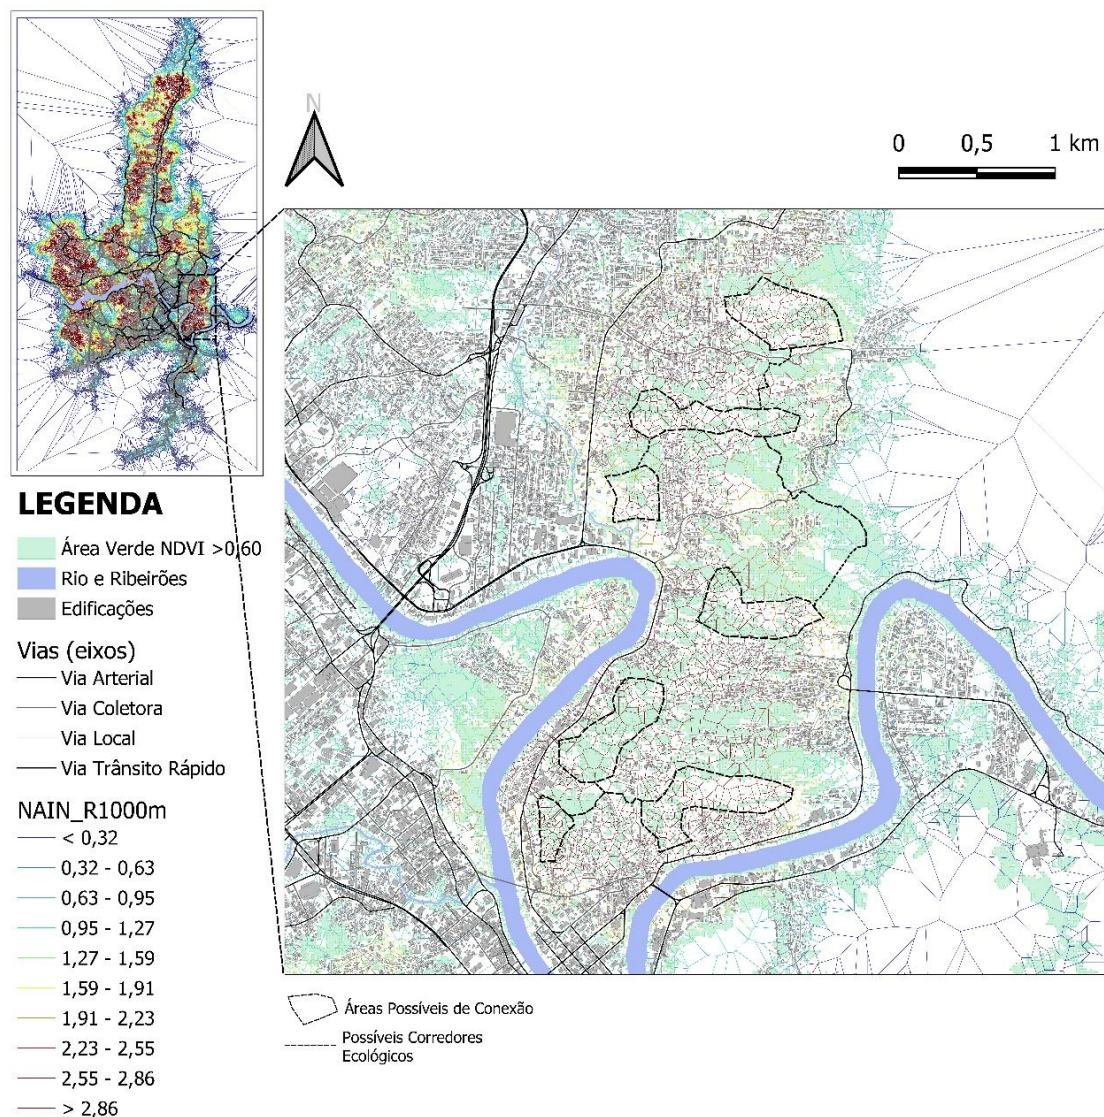 N
0 0,5 1 km
LEGENDA
Área Verde NDVI >0,60
Rio e Ribeirões
Edificações
Vias (eixos)
Via Arterial
Via Coletora
Via Local
Via Trânsito Rápido
NAIN_R1000m
< 0,32
0,32 - 0,63
0,63 - 0,95
0,95 - 1,27
1,27 - 1,59
1,59 - 1,91
1,91 - 2,23
2,23 - 2,55
2,55 - 2,86
> 2,86
Áreas Possíveis de Conexão
Possíveis Corredores
Ecológicos